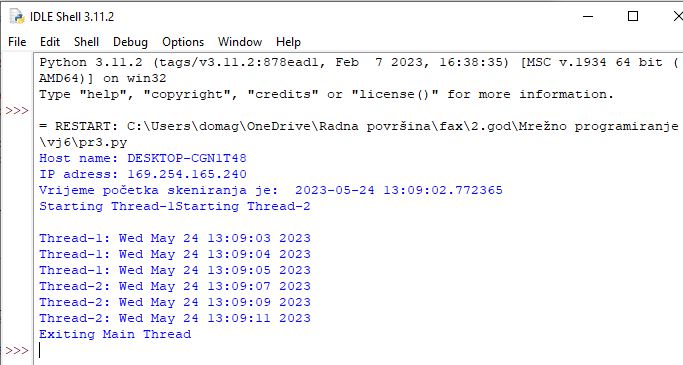 IDLE Shell 3.11.2
File Edit Shell Debug Options Window Help
Python 3.11.2 (tags/v3.11.2:878ead1, Feb  7 2023, 16:38:35) [MSC v.1934 64 bit (
AMD64)] on win32
Type "help", "copyright", "credits" or "license()" for more information.
>>>
= RESTART: C:\Users\domag\OneDrive\Radna površina\fax\2.god\Mrežno programiranje
\vj6\pr3.py
Host name: DESKTOP-CGN1T48
IP adress: 169.254.165.240
Vrijeme početka skeniranja je:  2023-05-24 13:09:02.772365
Starting Thread-1Starting Thread-2
Thread-1: Wed May 24 13:09:03 2023
Thread-1: Wed May 24 13:09:04 2023
Thread-1: Wed May 24 13:09:05 2023
Thread-2: Wed May 24 13:09:07 2023
Thread-2: Wed May 24 13:09:09 2023
Thread-2: Wed May 24 13:09:11 2023
Exiting Main Thread
>>>